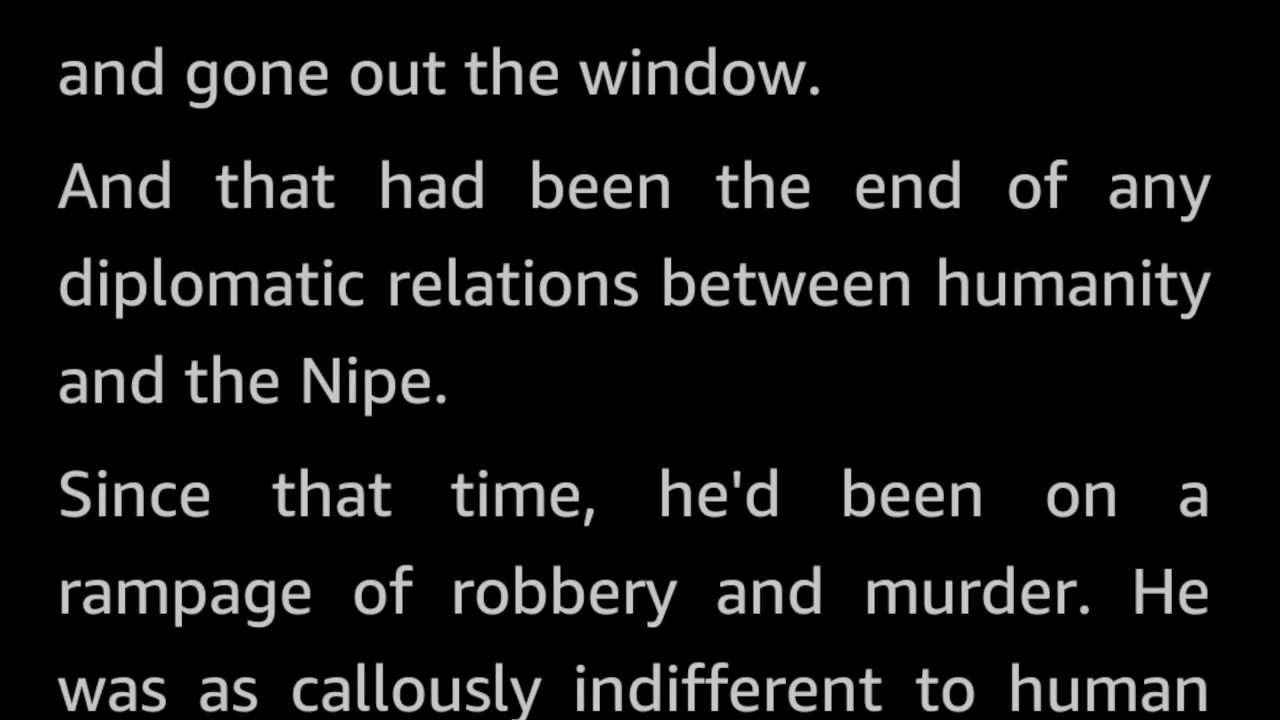 and gone out the window.
And that had been the end of any
diplomatic relations between humanity
and the Nipe.
Since that time, he'd been on a
rampage of robbery and murder. He
was as callously indifferent to human